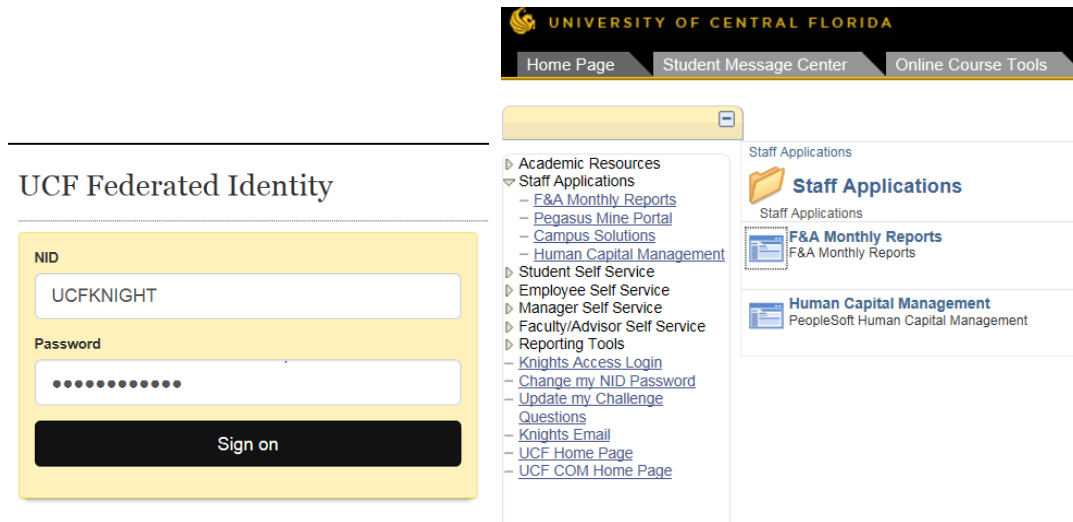 UCF Federated Identity
NID
UCFKNIGHT
Password
Sign on
UNIVERSITY OF CENTRAL FLORIDA
Home Page
Student Message Center
Online Course Tools
Academic Resources
Staff Applications
F&A Monthly Reports
Pegasus Mine Portal
Campus Solutions
Human Capital Management
Student Self Service
Employee Self Service
Manager Self Service
Faculty/Advisor Self Service
Reporting Tools
Knights Access Login
Change my NID Password
Update my Challenge
Questions
Knights Email
UCF Home Page
UCF COM Home Page
Staff Applications
Staff Applications
Staff Applications
F&A Monthly Reports
F&A Monthly Reports
Human Capital Management
PeopleSoft Human Capital Management